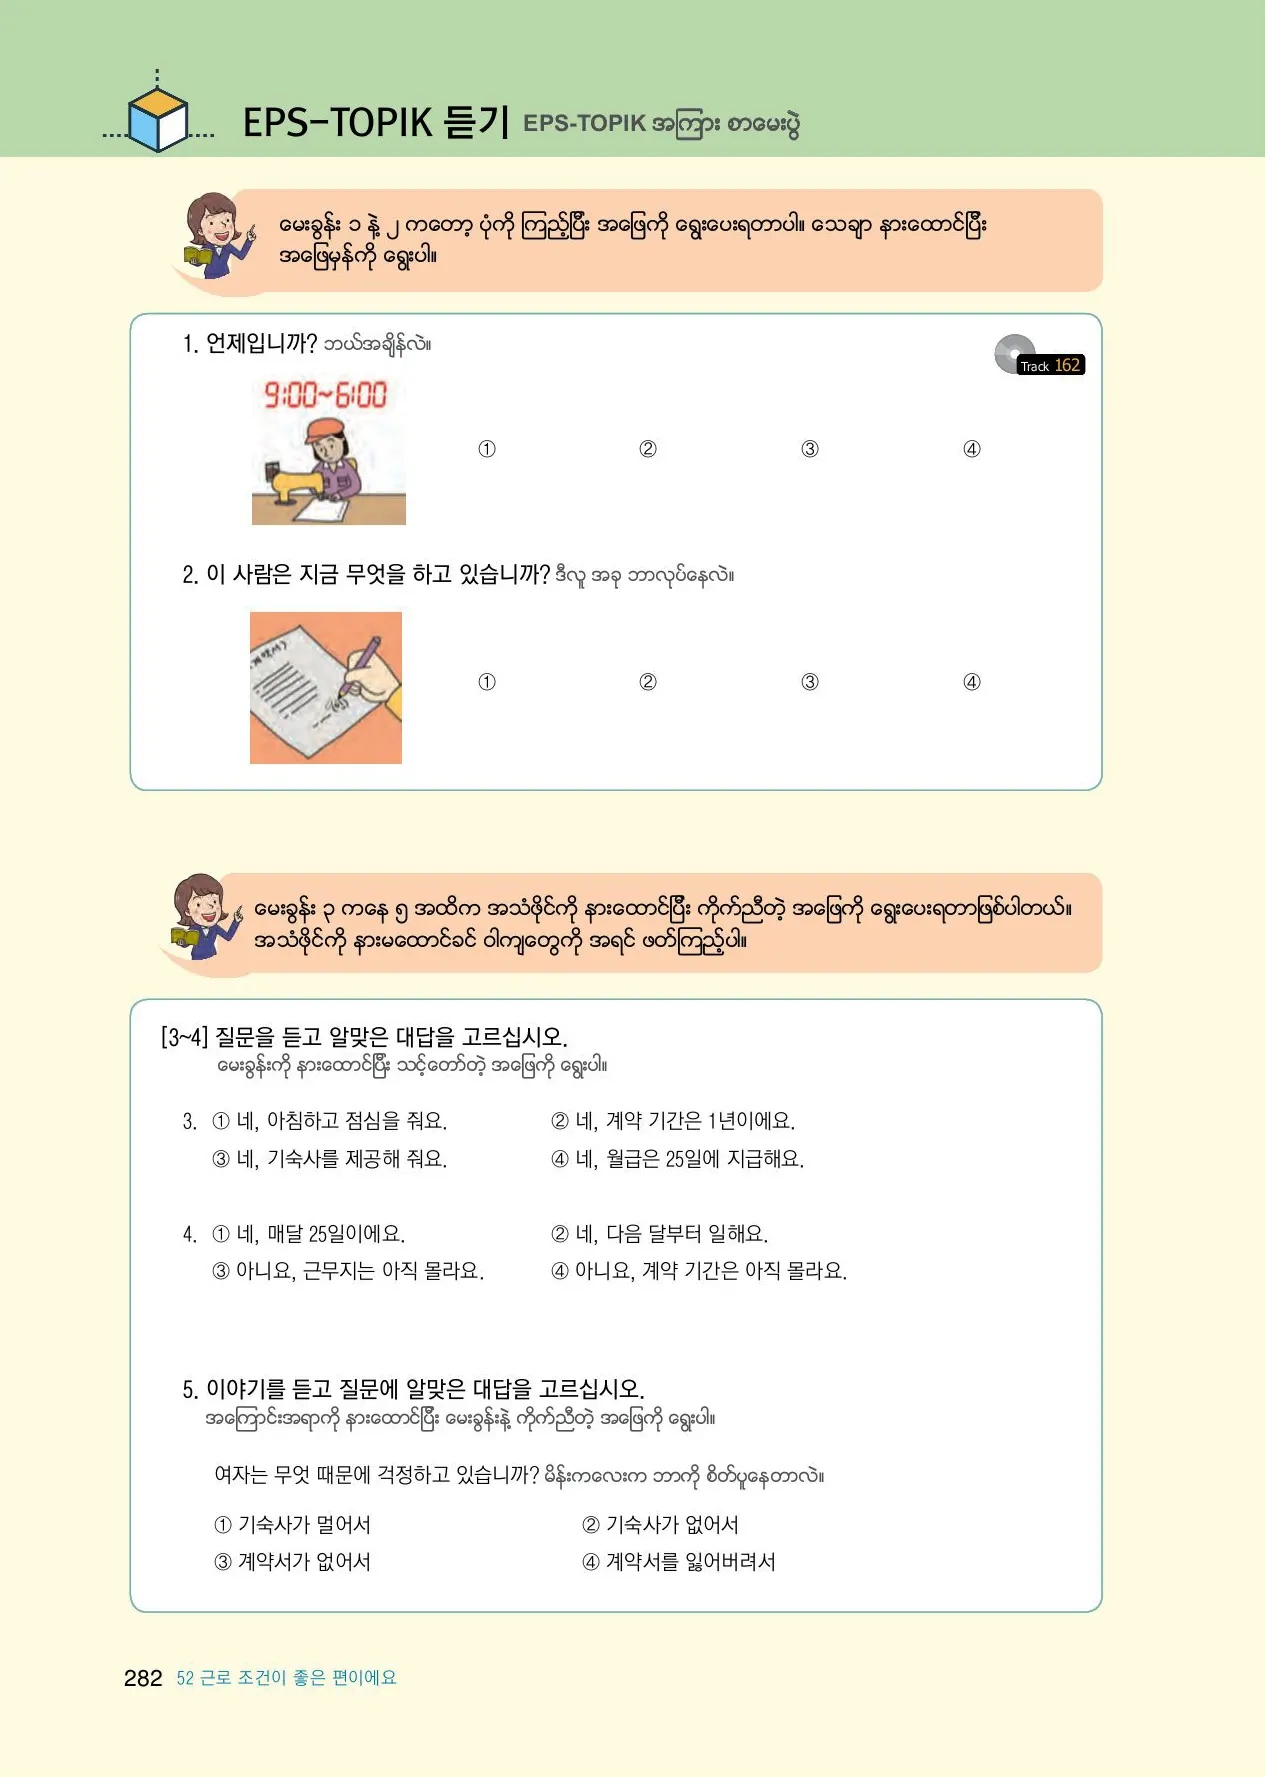 EPS-TOPIK 듣기 EPS-TOPIK အကြား စာမေးပွဲ
မေးခွန်း ၁ နဲ့ ၂ ကတော့ ပုံကို ကြည့်ပြီး အဖြေကို ရွေးပေးရတာပါ။ သေချာ နားထောင်ပြီး
အဖြေမှန်ကို ရွေးပါ။
1. 언제입니까? ဘယ်အချိန်လဲ။
Track 162
9:00~6:00
① ② ③ ④
2. 이 사람은 지금 무엇을 하고 있습니까? ဒီလူ အခု ဘာလုပ်နေလဲ။
① ② ③ ④
မေးခွန်း ၃ ကနေ ၅ အထိက အသံဖိုင်ကို နားထောင်ပြီး ကိုက်ညီတဲ့ အဖြေကို ရွေးပေးရတာဖြစ်ပါတယ်။
အသံဖိုင်ကို နားမထောင်ခင် ဝါကျတွေကို အရင် ဖတ်ကြည့်ပါ။
[3~4] 질문을 듣고 알맞은 대답을 고르십시오.
မေးခွန်းကို နားထောင်ပြီး သင့်တော်တဲ့ အဖြေကို ရွေးပါ။
3. ① 네, 아침하고 점심을 줘요. ② 네, 계약 기간은 1년이에요.
③ 네, 기숙사를 제공해 줘요. ④ 네, 월급은 25일에 지급해요.
4. ① 네, 매달 25일이에요. ② 네, 다음 달부터 일해요.
③ 아니요, 근무지는 아직 몰라요. ④ 아니요, 계약 기간은 아직 몰라요.
5. 이야기를 듣고 질문에 알맞은 대답을 고르십시오.
အကြောင်းအရာကို နားထောင်ပြီး မေးခွန်းနဲ့ ကိုက်ညီတဲ့ အဖြေကို ရွေးပါ။
여자는 무엇 때문에 걱정하고 있습니까? မိန်းကလေးက ဘာကို စိတ်ပူနေတာလဲ။
① 기숙사가 멀어서 ② 기숙사가 없어서
③ 계약서가 없어서 ④ 계약서를 잃어버려서
282 52 근로 조건이 좋은 편이에요